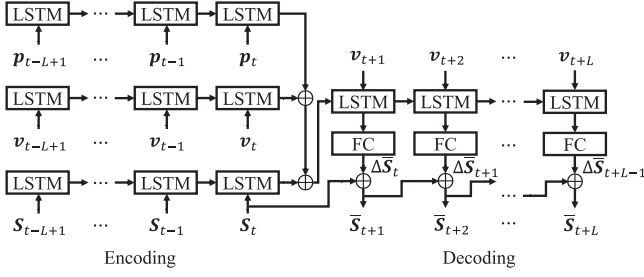 LSTM ... LSTM LSTM
p_{t-L+1} ... p_{t-1} p_t
v_{t+1} v_{t+2} ... v_{t+L}
LSTM ... LSTM LSTM
LSTM LSTM ... LSTM
v_{t-L+1} ... v_{t-1} v_t
FC FC ... FC
ΔS̅_t ΔS̅_{t+1} ΔS̅_{t+L-1}
LSTM ... LSTM LSTM
...
S_{t-L+1} ... S_{t-1} S_t
S̅_{t+1} S̅_{t+2} ... S̅_{t+L}
Encoding Decoding